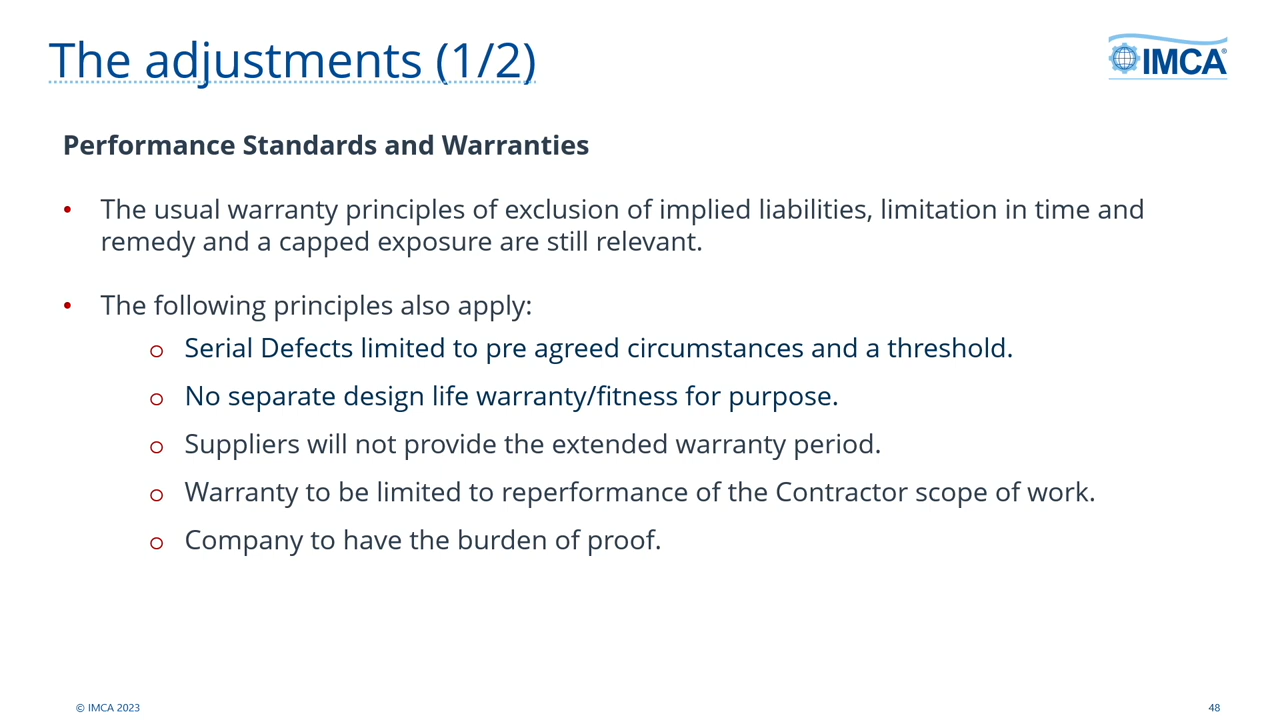 The adjustments (1/2)
IMCA®
Performance Standards and Warranties
• The usual warranty principles of exclusion of implied liabilities, limitation in time and
remedy and a capped exposure are still relevant.
• The following principles also apply:
o Serial Defects limited to pre agreed circumstances and a threshold.
o No separate design life warranty/fitness for purpose.
o Suppliers will not provide the extended warranty period.
o Warranty to be limited to reperformance of the Contractor scope of work.
o Company to have the burden of proof.
© IMCA 2023
48